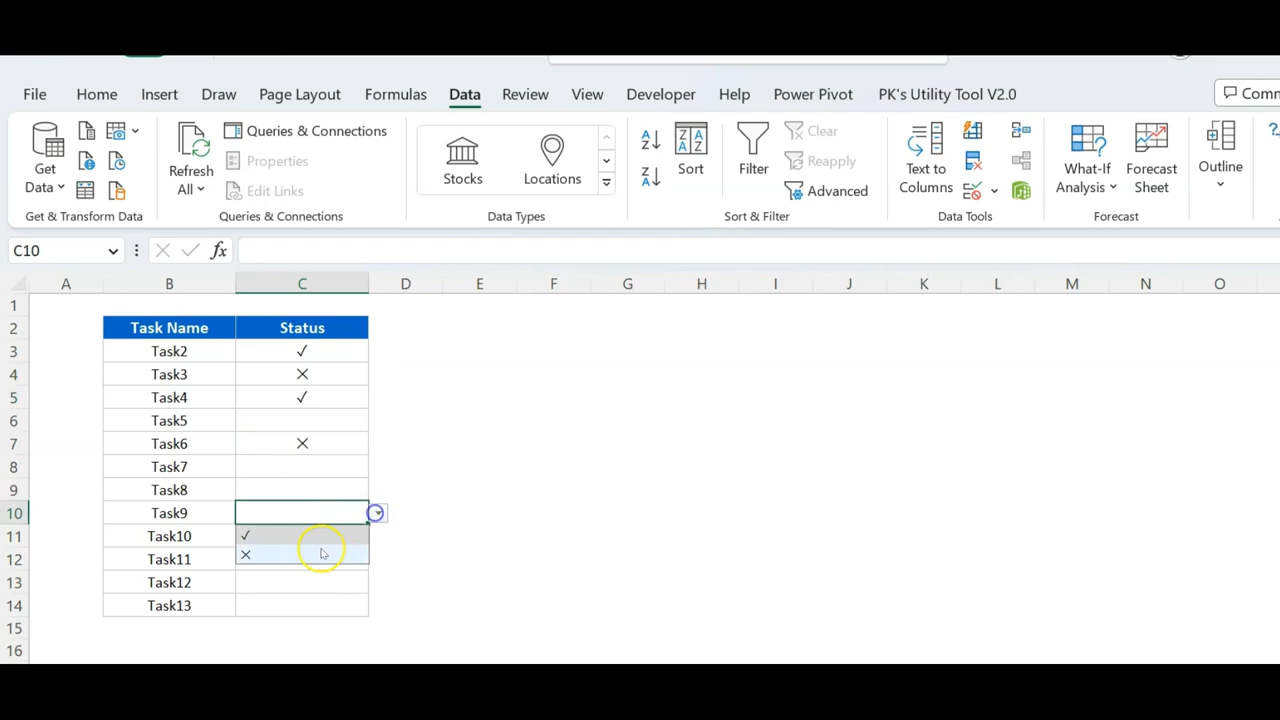 File Home Insert Draw Page Layout Formulas Data Review View Developer Help Power Pivot PK's Utility Tool V2.0
Queries & Connections Clear
Get Data Refresh All Properties Stocks Locations Sort Filter Reapply Text to Columns What-If Analysis Forecast Sheet Outline
Edit Links Advanced
Get & Transform Data Queries & Connections Data Types Sort & Filter Data Tools Forecast
C10 fx
A B C D E F G H I J K L M N O
1
2 Task Name Status
3 Task2 ✓
4 Task3 ✕
5 Task4 ✓
6 Task5
7 Task6 ✕
8 Task7
9 Task8
10 Task9
11 Task10 ✓
12 Task11 ✕
13 Task12
14 Task13
15
16